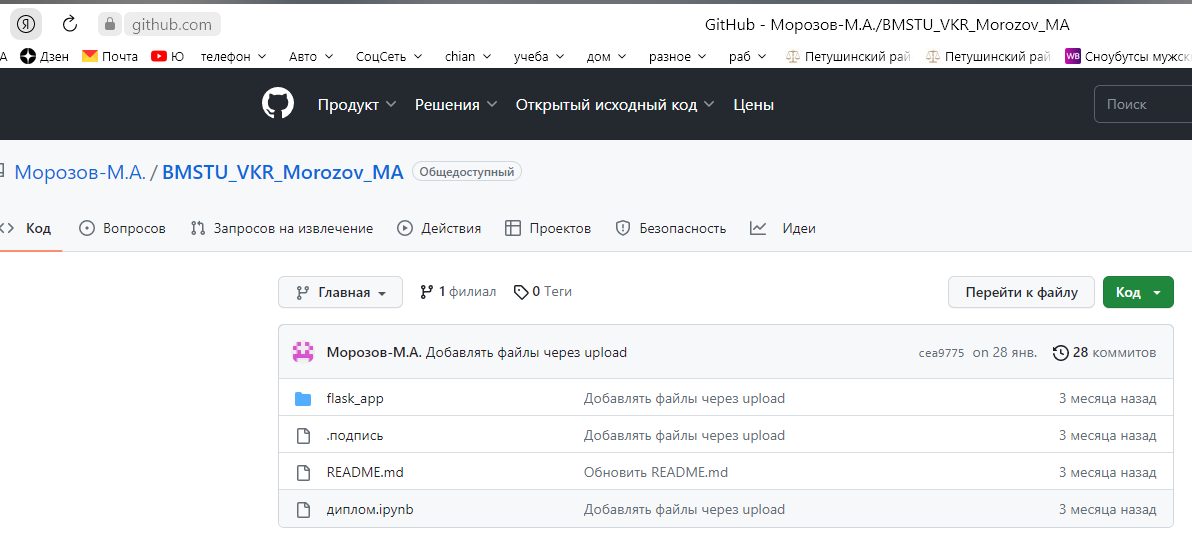 Я github.com GitHub - Морозов-М.А./BMSTU_VKR_Morozov_MA
А Дзен Почта Ю телефон Авто СоцСеть chian учеба дом разное раб Петушинский рай Петушинский рай WB Сноубутсы мужск
Продукт Решения Открытый исходный код Цены Поиск
Морозов-М.А. / BMSTU_VKR_Morozov_MA Общедоступный
Код Вопросов Запросов на извлечение Действия Проектов Безопасность Идеи
Главная 1 филиал 0 Теги Перейти к файлу Код
Морозов-М.А. Добавлять файлы через upload cea9775 on 28 янв. 28 коммитов
flask_app Добавлять файлы через upload 3 месяца назад
.подпись Добавлять файлы через upload 3 месяца назад
README.md Обновить README.md 3 месяца назад
диплом.ipynb Добавлять файлы через upload 3 месяца назад